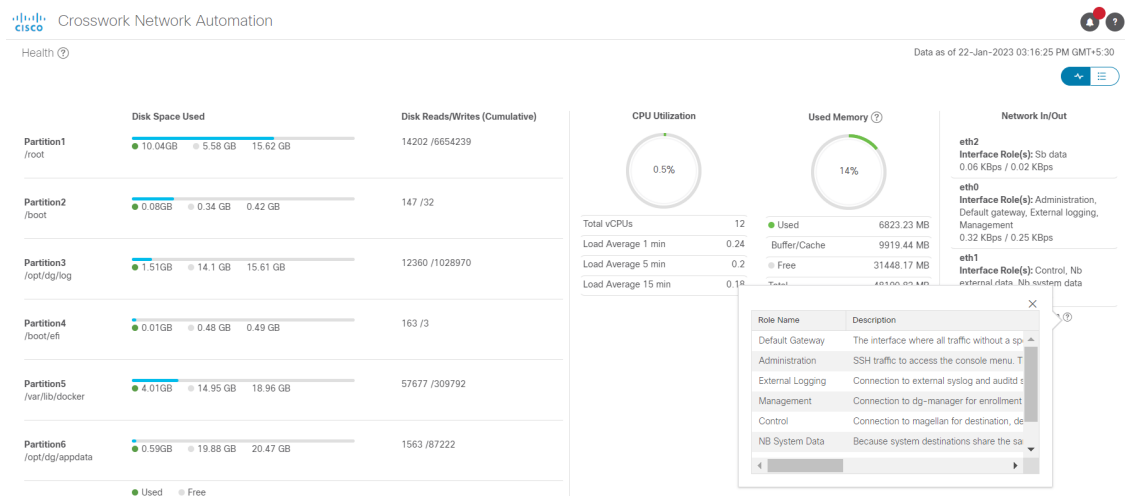 CISCO Crosswork Network Automation
?
Health ?
Data as of 22-Jan-2023 03:16:25 PM GMT+5:30
Disk Space Used
Disk Reads/Writes (Cumulative)
Partition1
/root
10.04GB 5.58 GB 15.62 GB
14202 /6654239
Partition2
/boot
0.08GB 0.34 GB 0.42 GB
147 /32
Partition3
/opt/dg/log
1.51GB 14.1 GB 15.61 GB
12360 /1028970
Partition4
/boot/efi
0.01GB 0.48 GB 0.49 GB
163 /3
Partition5
/var/lib/docker
4.01GB 14.95 GB 18.96 GB
57677 /309792
Partition6
/opt/dg/appdata
0.59GB 19.88 GB 20.47 GB
1563 /87222
Used Free
CPU Utilization
0.5%
Total vCPUs 12
Load Average 1 min 0.24
Load Average 5 min 0.2
Load Average 15 min 0.18
Used Memory ?
14%
Used 6823.23 MB
Buffer/Cache 9919.44 MB
Free 31448.17 MB
Network In/Out
eth2
Interface Role(s): Sb data
0.06 KBps / 0.02 KBps
eth0
Interface Role(s): Administration,
Default gateway, External logging,
Management
0.32 KBps / 0.25 KBps
eth1
Interface Role(s): Control, Nb
external data, Nb system data
?
Role Name Description
Default Gateway The interface where all traffic without a
Administration SSH traffic to access the console menu.
External Logging Connection to external syslog and auditd
Management Connection to dg-manager for enrollment
Control Connection to magellan for destination,
NB System Data Because system destinations share the